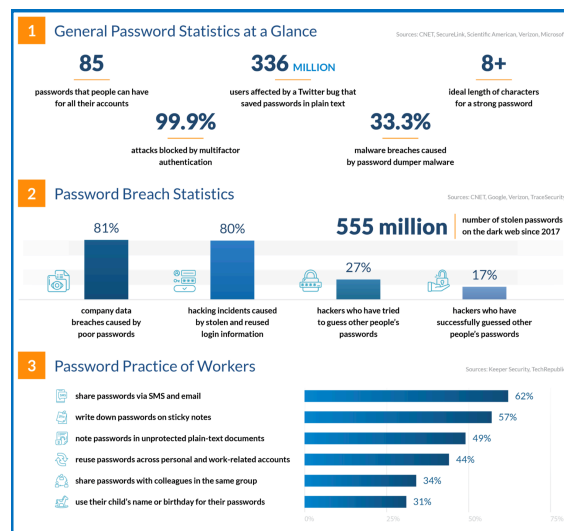 1 General Password Statistics at a Glance
Sources: CNET, SecureLink, Scientific American, Verizon, Microsoft
85
passwords that people can have
for all their accounts
336 MILLION
users affected by a Twitter bug that
saved passwords in plain text
8+
ideal length of characters
for a strong password
99.9%
attacks blocked by multifactor
authentication
33.3%
malware breaches caused
by password dumper malware
2 Password Breach Statistics
Sources: CNET, Google, Verizon, TraceSecurity
555 million
number of stolen passwords
on the dark web since 2017
81%
company data
breaches caused by
poor passwords
80%
hacking incidents caused
by stolen and reused
login information
27%
hackers who have tried
to guess other people's
passwords
17%
hackers who have
successfully guessed other
people's passwords
3 Password Practice of Workers
Sources: Keeper Security, TechRepublic
share passwords via SMS and email 62%
write down passwords on sticky notes 57%
note passwords in unprotected plain-text documents 49%
reuse passwords across personal and work-related accounts 44%
share passwords with colleagues in the same group 34%
use their child's name or birthday for their passwords 31%
0% 25% 50% 75%